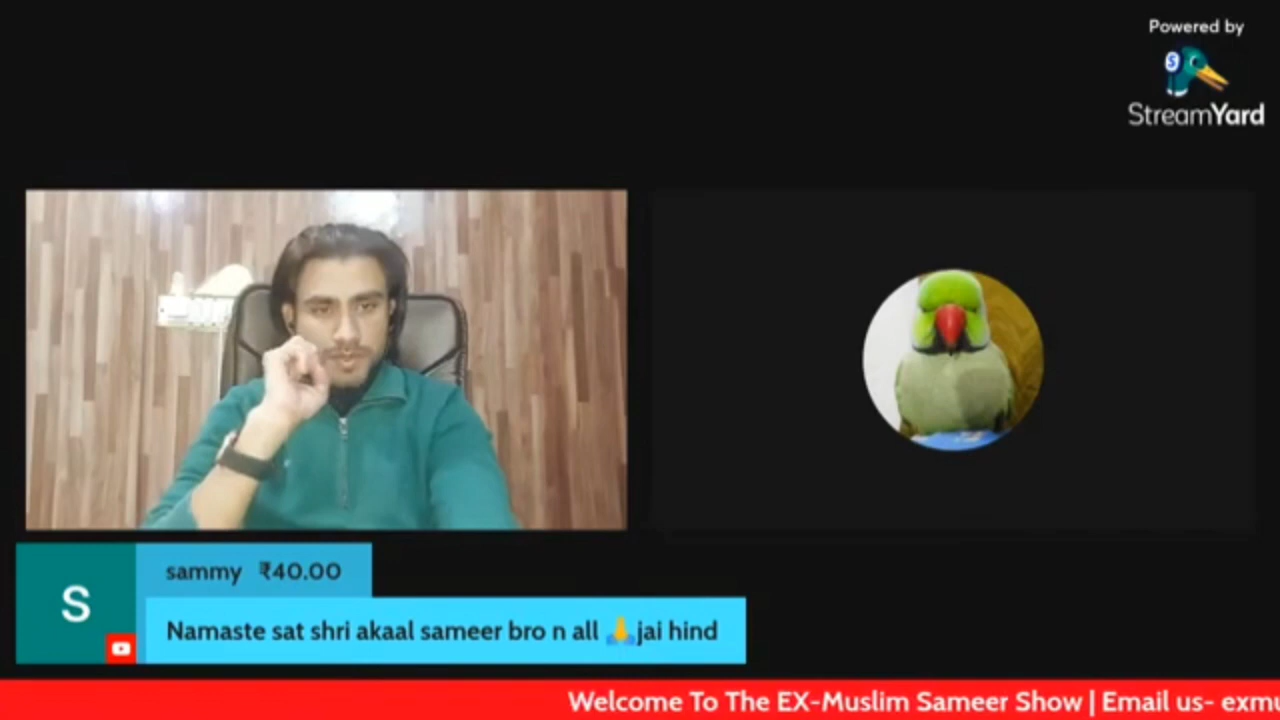 Powered by
StreamYard
sammy ₹40.00
S
Namaste sat shri akaal sameer bro n all 🙏jai hind
Welcome To The EX-Muslim Sameer Show | Email us- exmu